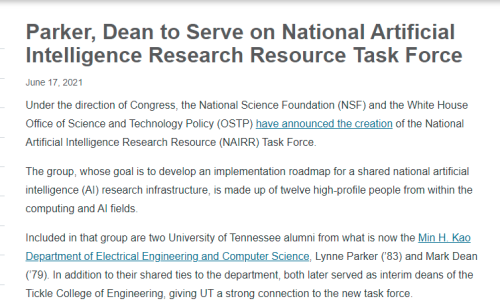 Parker, Dean to Serve on National Artificial
Intelligence Research Resource Task Force
June 17, 2021
Under the direction of Congress, the National Science Foundation (NSF) and the White House
Office of Science and Technology Policy (OSTP) have announced the creation of the National
Artificial Intelligence Research Resource (NAIRR) Task Force.
The group, whose goal is to develop an implementation roadmap for a shared national artificial
intelligence (AI) research infrastructure, is made up of twelve high-profile people from within the
computing and AI fields.
Included in that group are two University of Tennessee alumni from what is now the Min H. Kao
Department of Electrical Engineering and Computer Science, Lynne Parker ('83) and Mark Dean
('79). In addition to their shared ties to the department, both later served as interim deans of the
Tickle College of Engineering, giving UT a strong connection to the new task force.